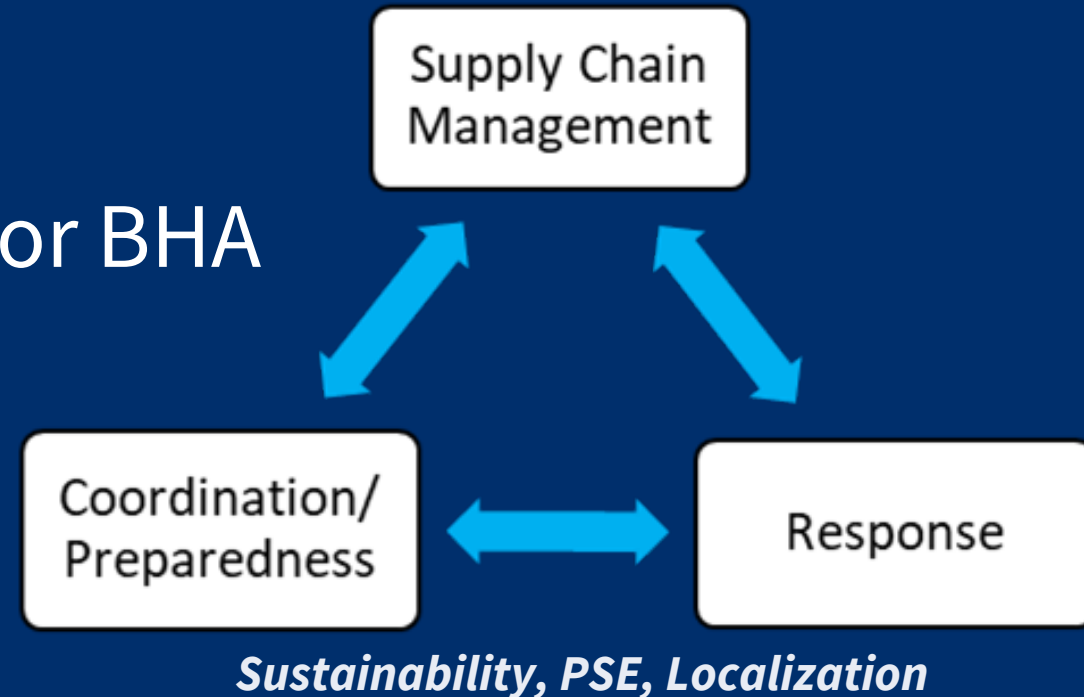 Supply Chain
Management
or BHA
Coordination/
Preparedness
Response
Sustainability, PSE, Localization